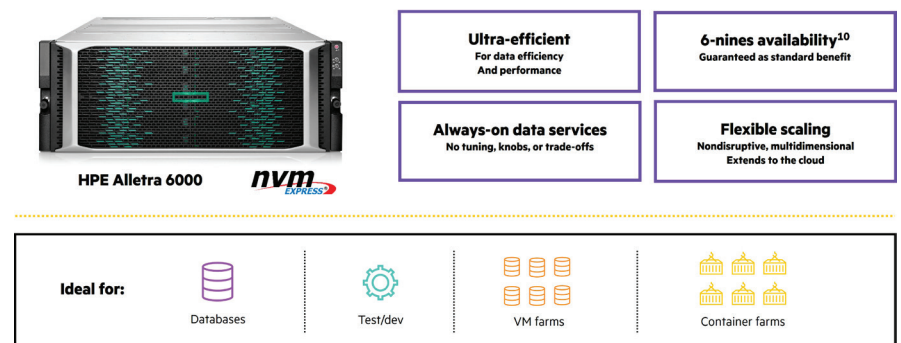 Ultra-efficient
For data efficiency
And performance
6-nines availability10
Guaranteed as standard benefit
Always-on data services
No tuning, knobs, or trade-offs
Flexible scaling
Nondisruptive, multidimensional
Extends to the cloud
HPE Alletra 6000
nvm
EXPRESS®
Ideal for:
Databases
Test/dev
VM farms
Container farms